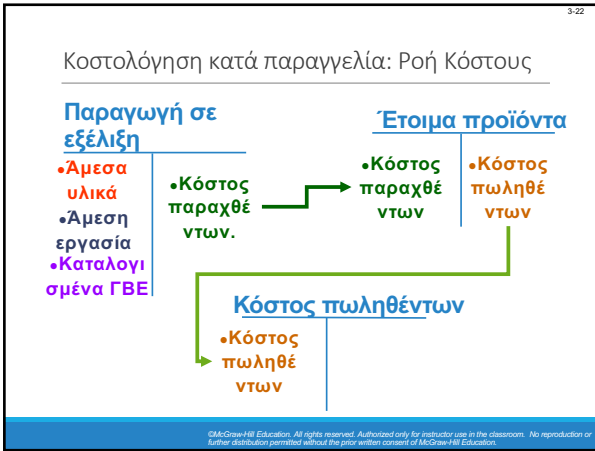 3-22
Κοστολόγηση κατά παραγγελία: Ροή Κόστους
Παραγωγή σε
εξέλιξη
•Άμεσα
υλικά
•Άμεση
εργασία
•Καταλογι
σμένα ΓΒΕ
•Κόστος
παραχθέ
ντων.
Έτοιμα προϊόντα
•Κόστος
παραχθέ
ντων
•Κόστος
πωληθέ
ντων
Κόστος πωληθέντων
•Κόστος
πωληθέ
ντων
©McGraw-Hill Education. All rights reserved. Authorized only for instructor use in the classroom. No reproduction or
further distribution permitted without the prior written consent of McGraw-Hill Education.